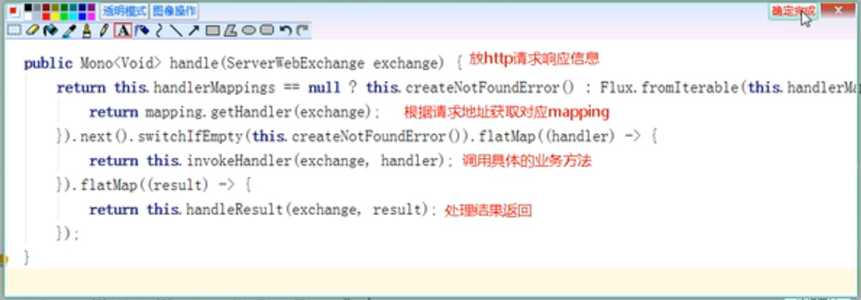 透明模式 图像操作 确定完成
A
public Mono<Void> handle(ServerWebExchange exchange) { 放http请求响应信息
return this.handlerMappings == null ? this.createNotFoundError() : Flux.fromIterable(this.handlerMa
return mapping.getHandler(exchange); 根据请求地址获取对应mapping
}).next().switchIfEmpty(this.createNotFoundError()).flatMap((handler) -> {
return this.invokeHandler(exchange, handler); 调用具体的业务方法
}).flatMap((result) -> {
return this.handleResult(exchange, result); 处理结果返回
});
}